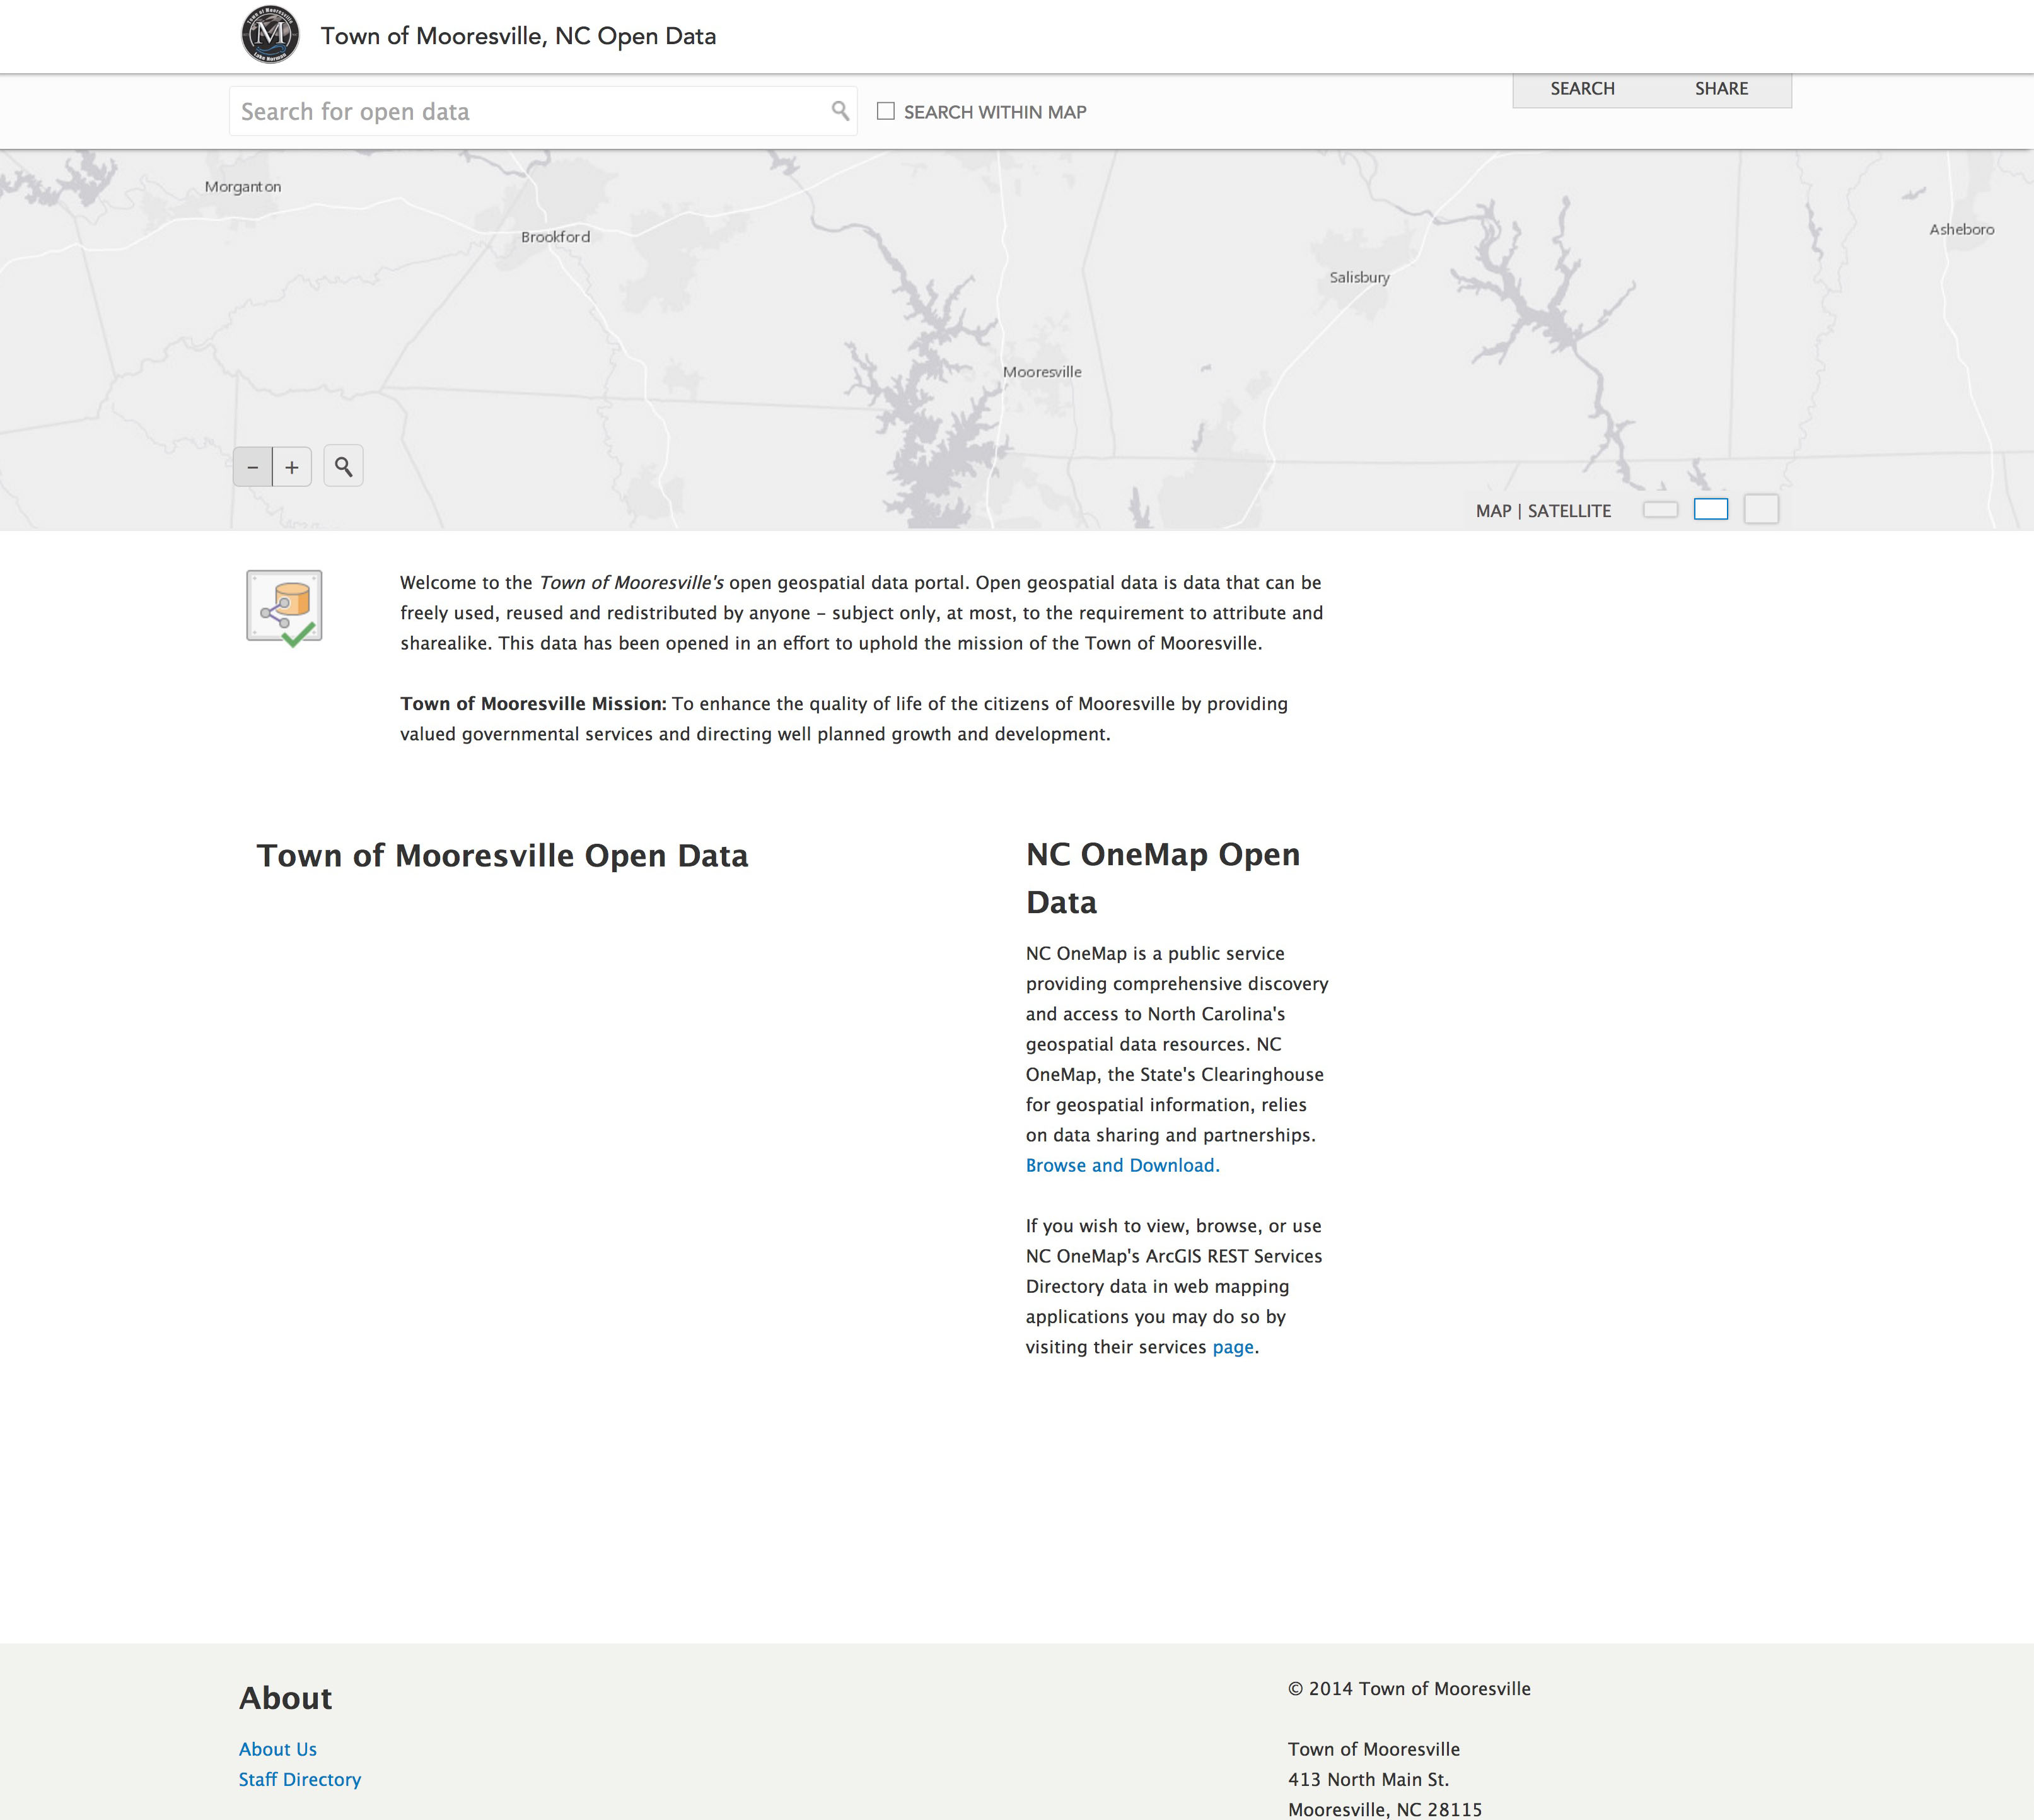 Town of Mooresville
M
Lake Norman
Town of Mooresville, NC Open Data
Search for open data
SEARCH WITHIN MAP
SEARCH
SHARE
Morganton
Brookford
Asheboro
Salisbury
Mooresville
− +
MAP | SATELLITE
Welcome to the Town of Mooresville's open geospatial data portal. Open geospatial data is data that can be
freely used, reused and redistributed by anyone – subject only, at most, to the requirement to attribute and
sharealike. This data has been opened in an effort to uphold the mission of the Town of Mooresville.
Town of Mooresville Mission: To enhance the quality of life of the citizens of Mooresville by providing
valued governmental services and directing well planned growth and development.
Town of Mooresville Open Data
NC OneMap Open
Data
NC OneMap is a public service
providing comprehensive discovery
and access to North Carolina's
geospatial data resources. NC
OneMap, the State's Clearinghouse
for geospatial information, relies
on data sharing and partnerships.
Browse and Download.
If you wish to view, browse, or use
NC OneMap's ArcGIS REST Services
Directory data in web mapping
applications you may do so by
visiting their services page.
About
About Us
Staff Directory
© 2014 Town of Mooresville
Town of Mooresville
413 North Main St.
Mooresville, NC 28115